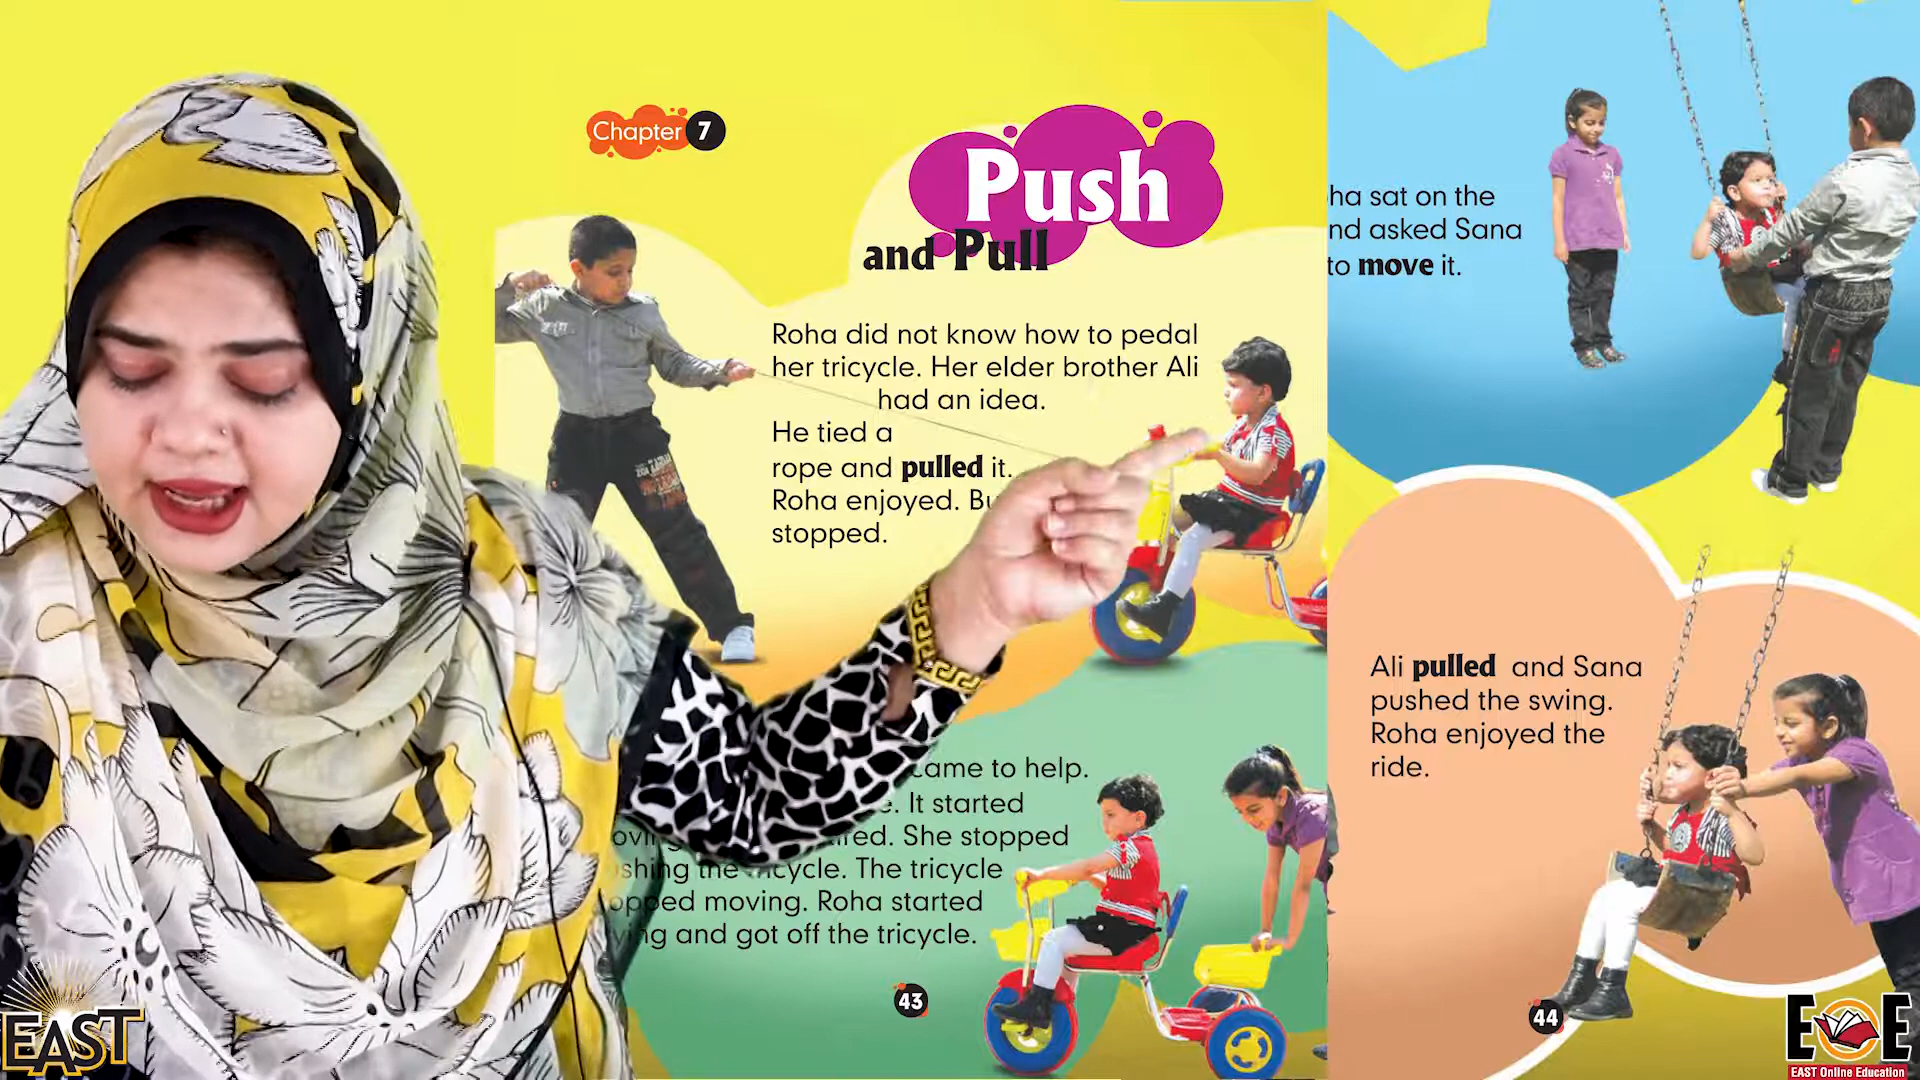 Chapter 7
Push
and Pull
Roha did not know how to pedal
her tricycle. Her elder brother Ali
had an idea.
He tied a
rope and pulled it.
Roha enjoyed.
stopped.
came to help.
It started
She stopped
the The tricycle
moving. Roha started
and got off the tricycle.
43
sat on the
asked Sana
to move it.
Ali pulled and Sana
pushed the swing.
Roha enjoyed the
ride.
44
EAST
EOE
EAST Online Education